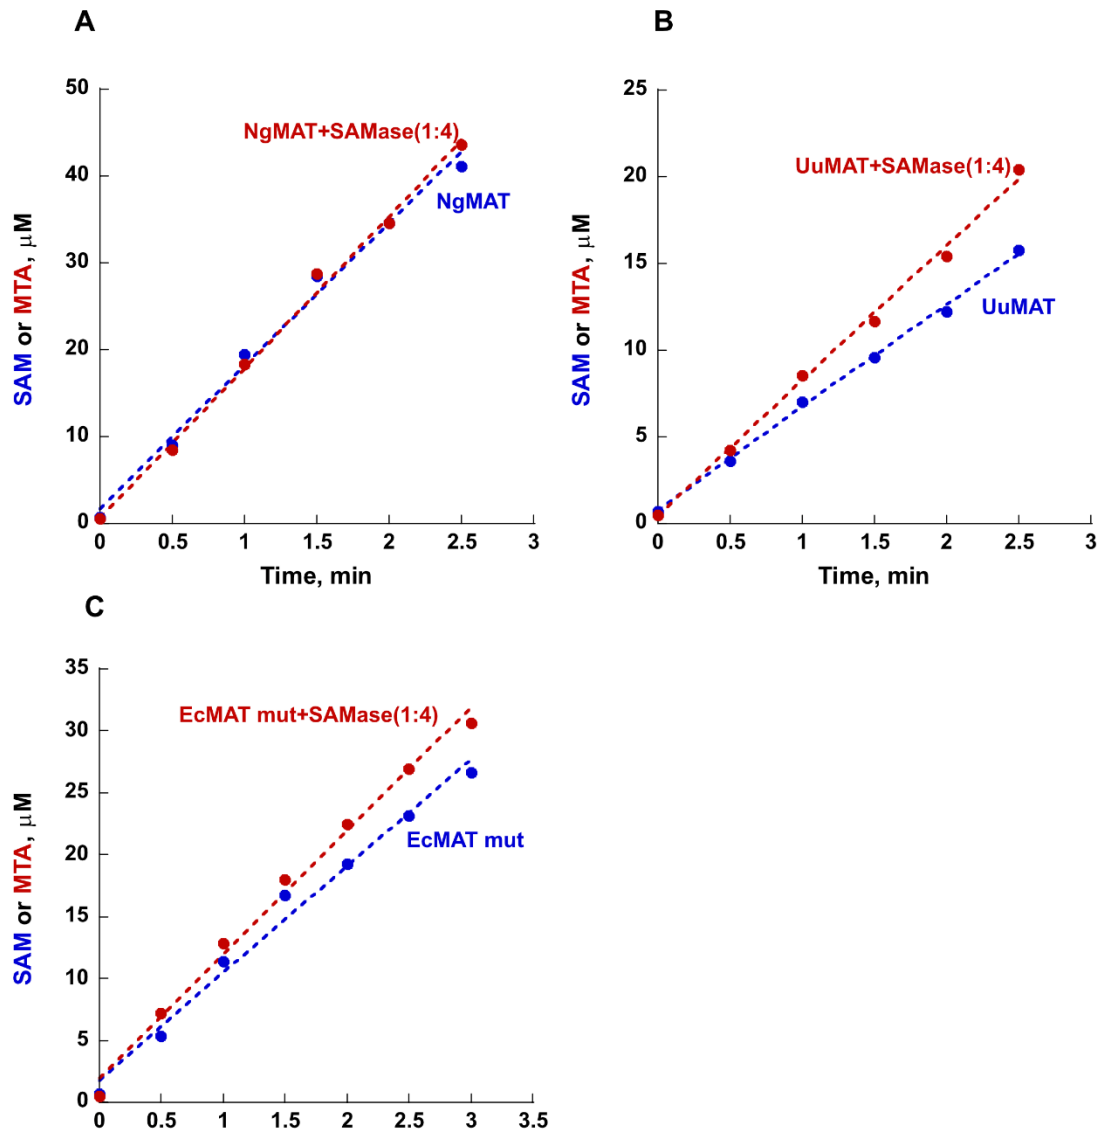 A
SAM or MTA, μM
50
40
30
20
10
0
NgMAT+SAMase(1:4)
NgMAT
0 0.5 1 1.5 2 2.5 3
Time, min
B
SAM or MTA, μM
25
20
15
10
5
0
UuMAT+SAMase(1:4)
UuMAT
0 0.5 1 1.5 2 2.5 3
Time, min
C
SAM or MTA, μM
35
30
25
20
15
10
5
0
EcMAT mut+SAMase(1:4)
EcMAT mut
0 0.5 1 1.5 2 2.5 3 3.5